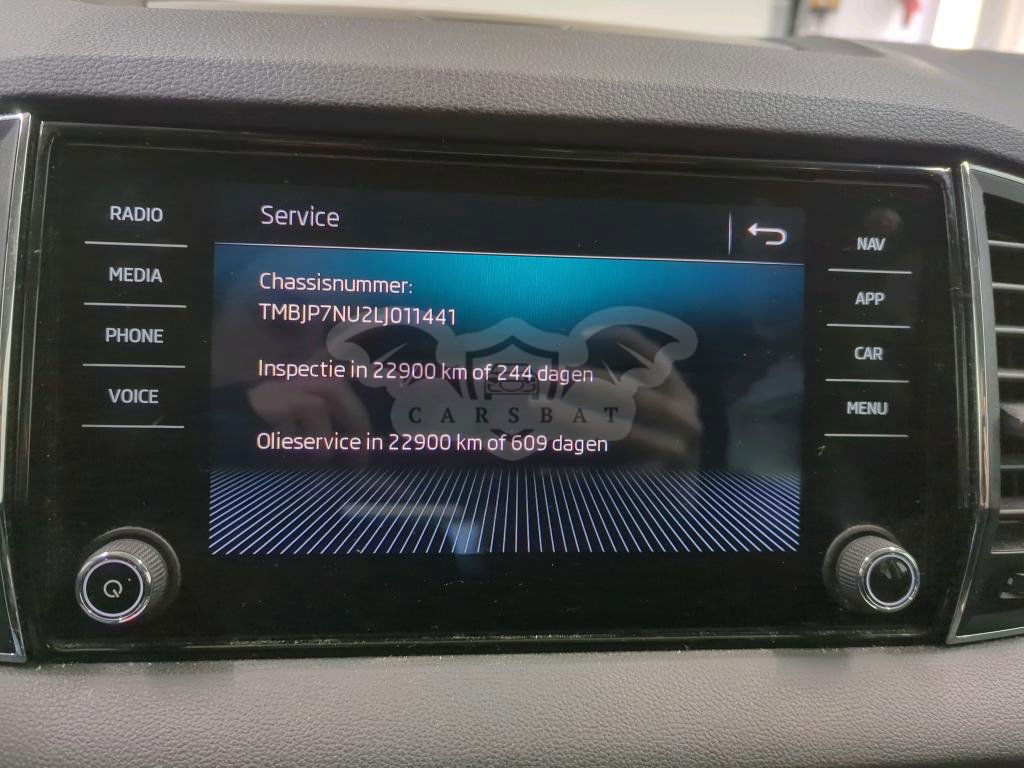 Service
RADIO
MEDIA
PHONE
VOICE
Chassisnummer:
TMBJP7NU2LJ011441
Inspectie in 22900 km of 244 dagen
CARSBAT
Olieservice in 22900 km of 609 dagen
NAV
APP
CAR
MENU